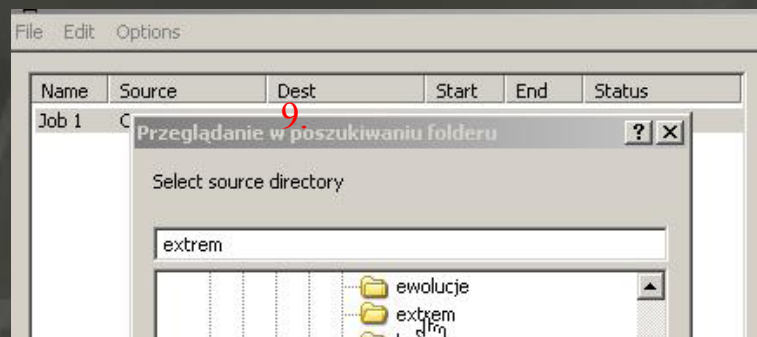 File Edit Options
Name Source Dest Start End Status
Job 1
9.
Przeglądanie w poszukiwaniu folderu
Select source directory
extrem
ewolucje
extrem